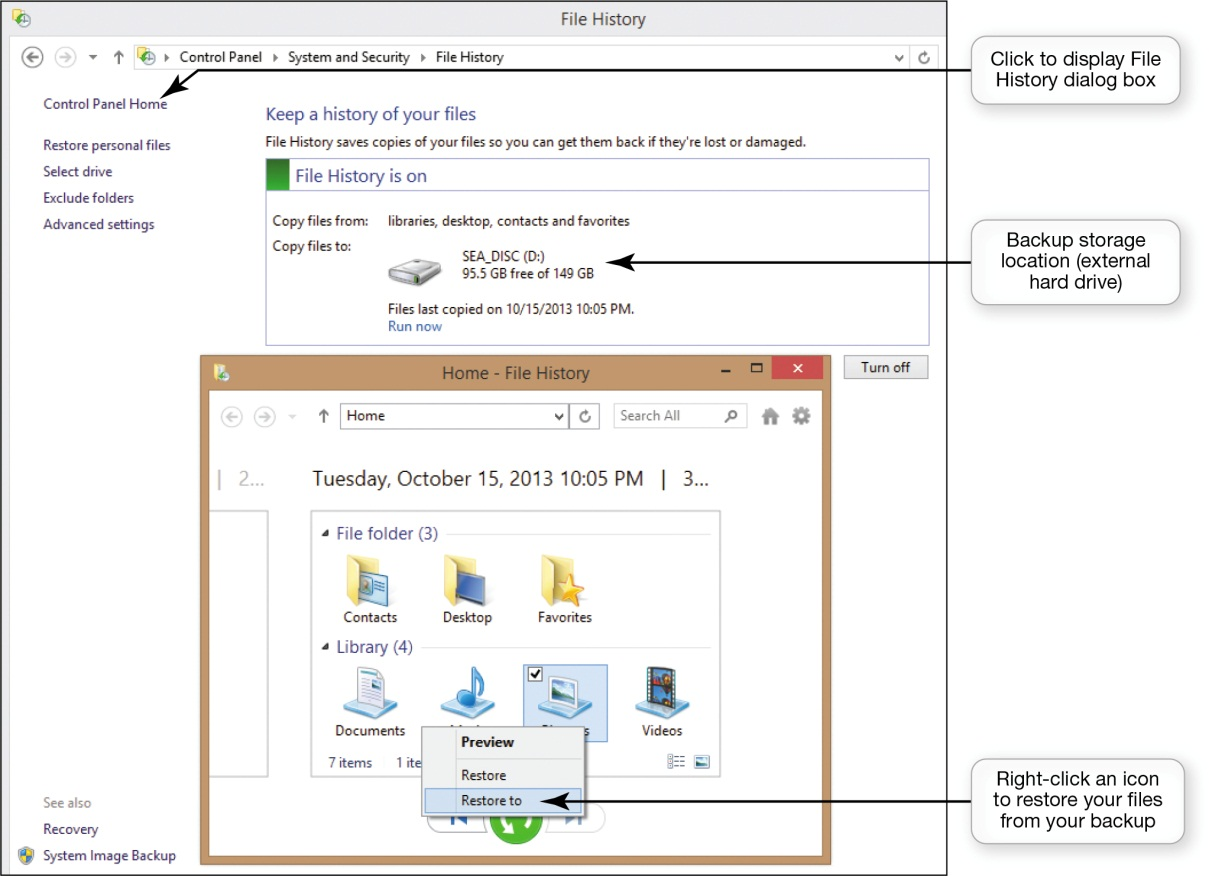 File History
Control Panel System and Security File History
Click to display File
History dialog box
Control Panel Home
Restore personal files
Select drive
Exclude folders
Advanced settings
Keep a history of your files
File History saves copies of your files so you can get them back if they're lost or damaged.
File History is on
Copy files from: libraries, desktop, contacts and favorites
Copy files to:
SEA_DISC (D:)
95.5 GB free of 149 GB
Files last copied on 10/15/2013 10:05 PM.
Run now
Backup storage
location (external
hard drive)
Turn off
Home - File History
Home
Search All
| 2...
Tuesday, October 15, 2013 10:05 PM | 3...
File folder (3)
Contacts Desktop Favorites
Library (4)
Documents Videos
7 items 1 ite
Preview
Restore
Restore to
Right-click an icon
to restore your files
from your backup
See also
Recovery
System Image Backup